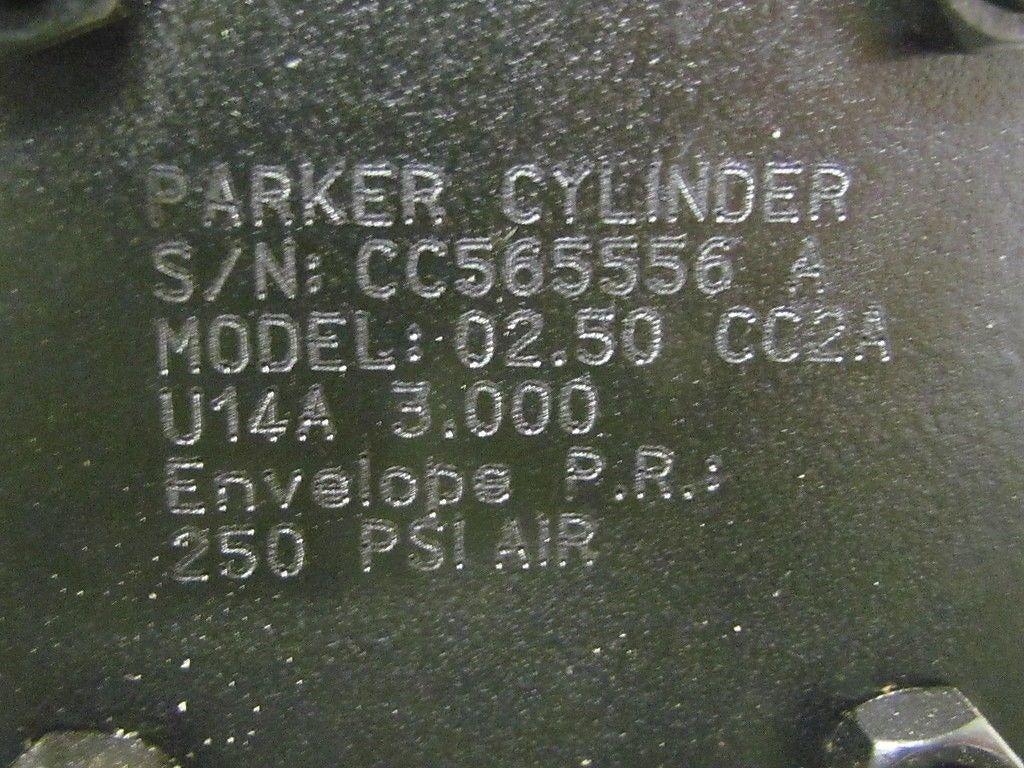 PARKER CYLINDER
S/N: CC565556 A
MODEL: 02.50 CC2A
U14A 3.000
Envelope P.R.:
250 PSI AIR